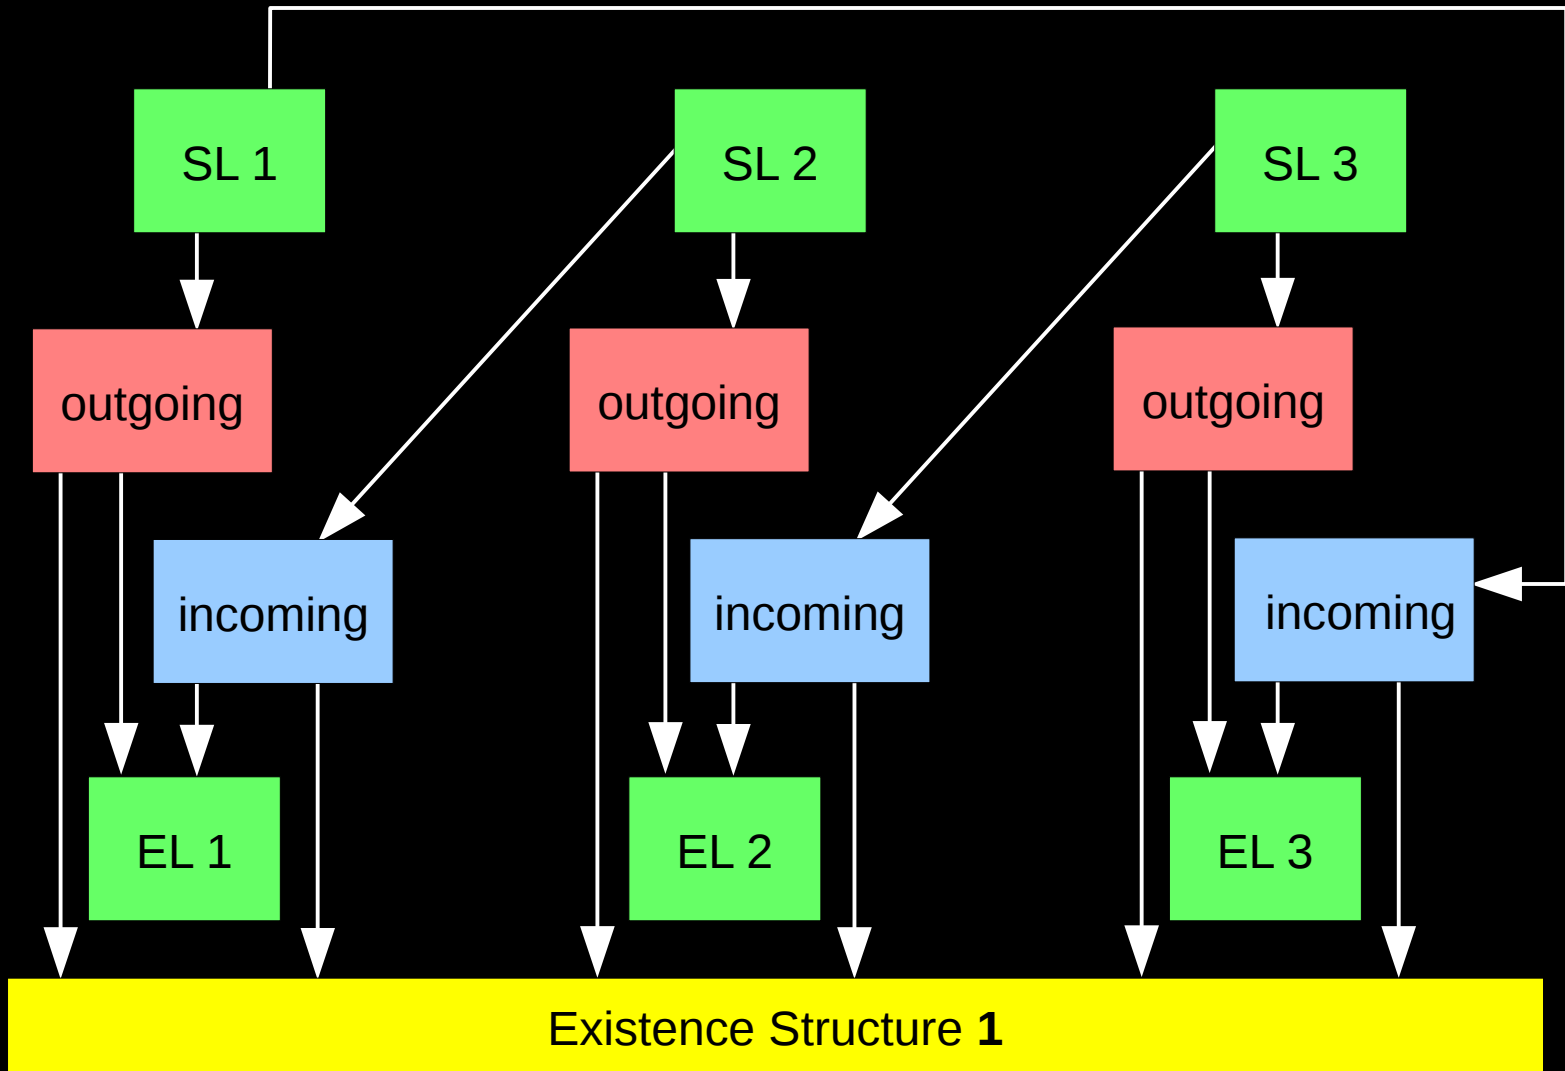 SL 1
SL 2
SL 3
outgoing
outgoing
outgoing
incoming
incoming
incoming
EL 1
EL 2
EL 3
Existence Structure 1